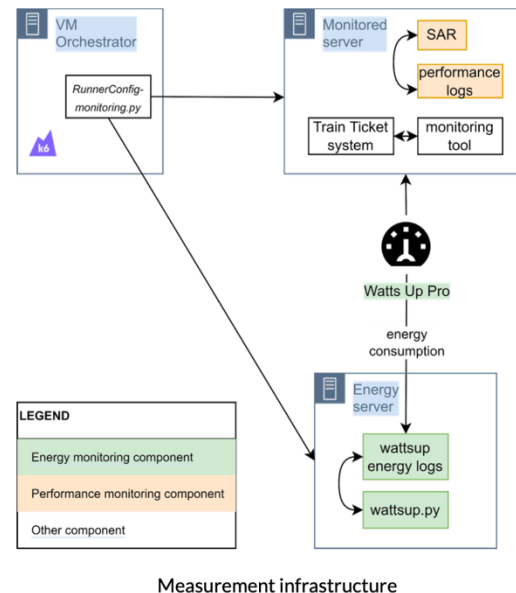 VM
Orchestrator
RunnerConfig-
monitoring.py
k6
Monitored
server
SAR
performance
logs
Train Ticket
system
monitoring
tool
Watts Up Pro
energy
consumption
Energy
server
wattsup
energy logs
wattsup.py
LEGEND
Energy monitoring component
Performance monitoring component
Other component
Measurement infrastructure